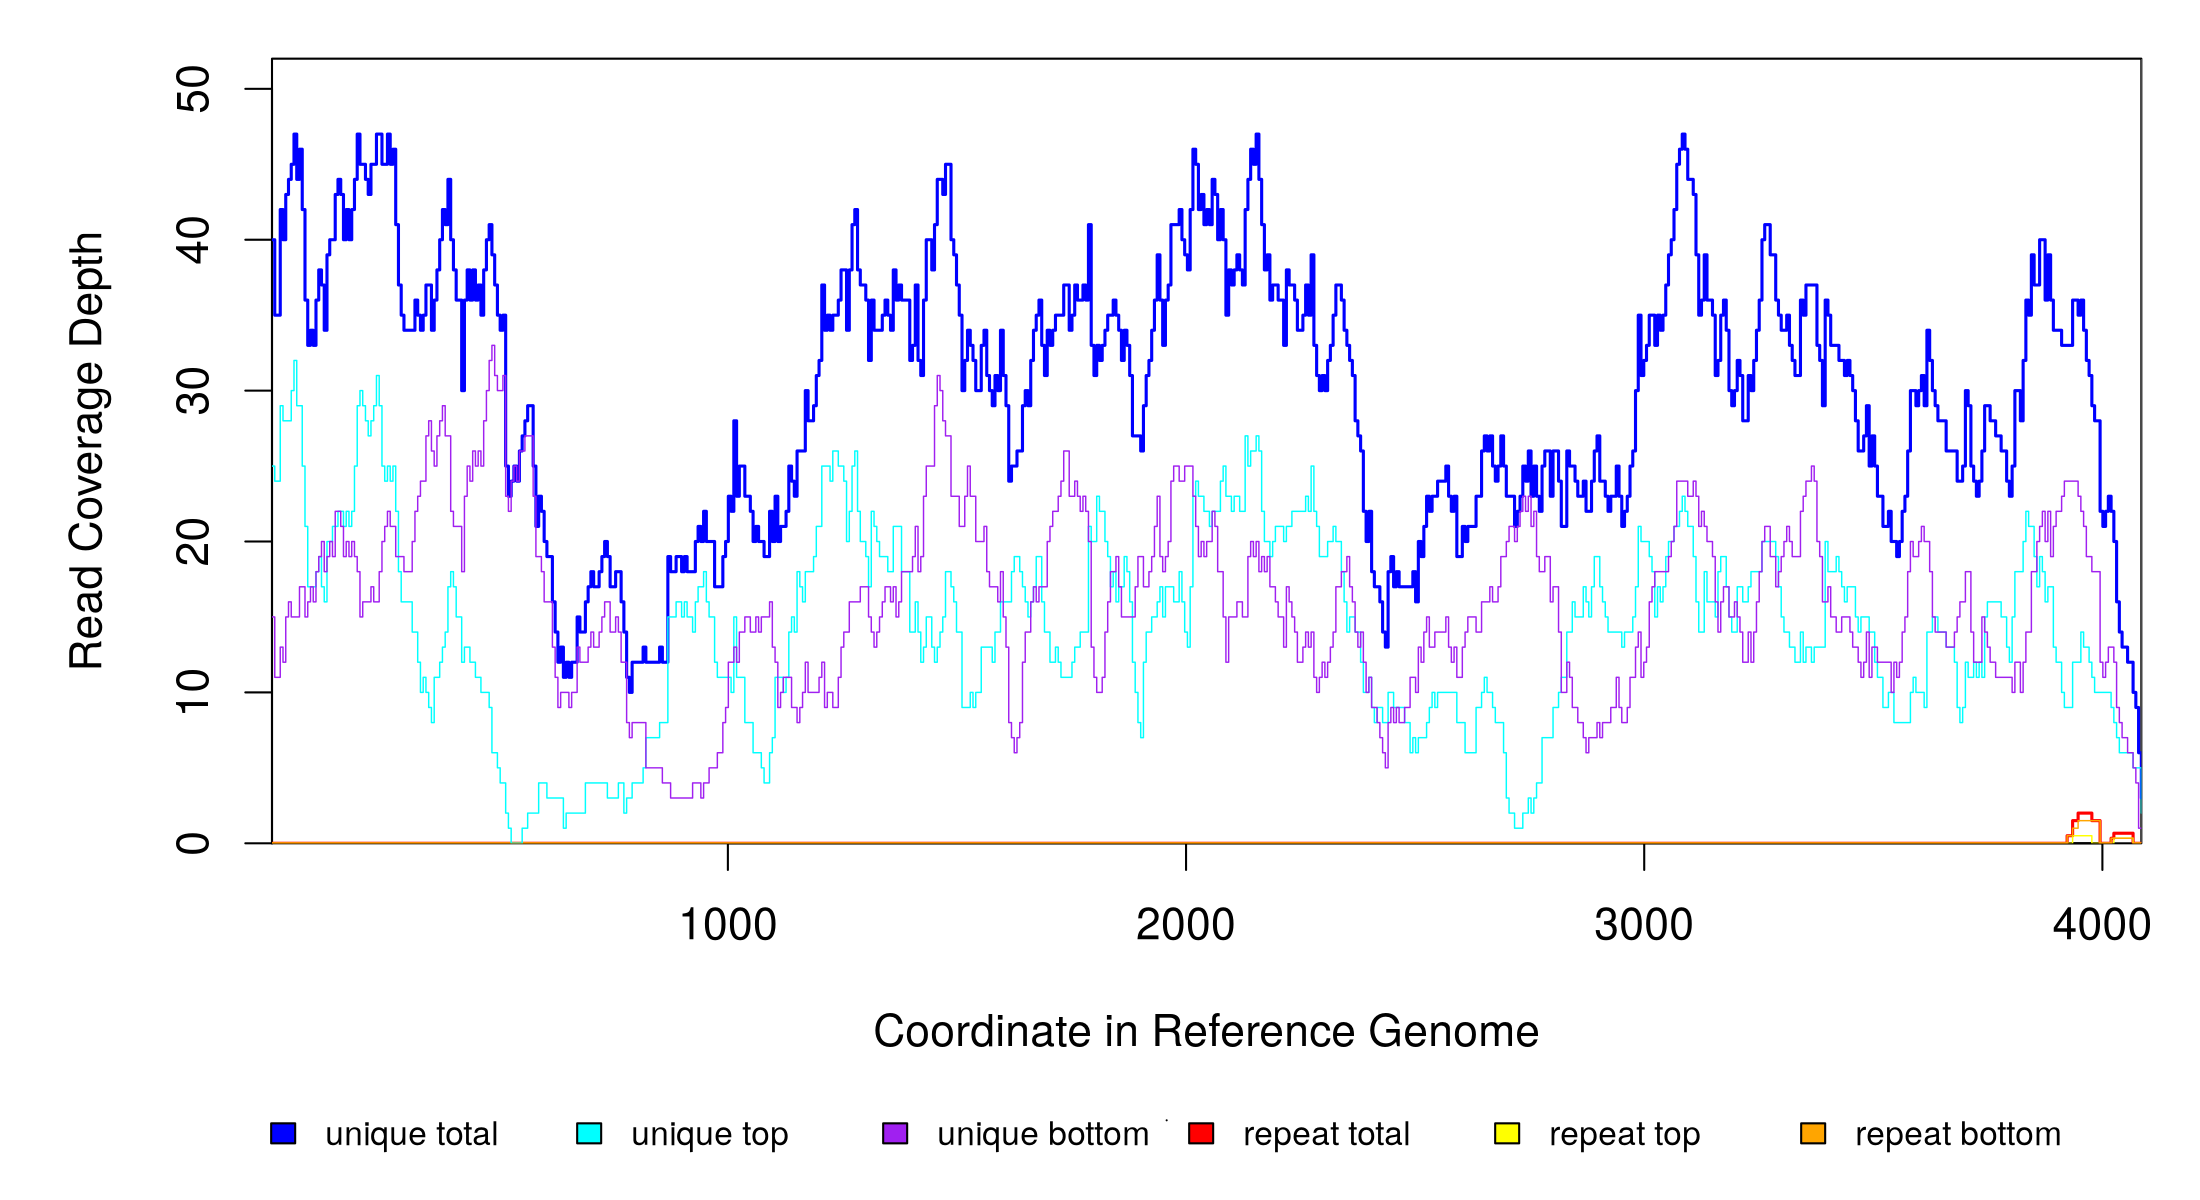 50
40
30
20
10
0
Read Coverage Depth
1000 2000 3000 4000
Coordinate in Reference Genome
unique total unique top unique bottom repeat total repeat top repeat bottom